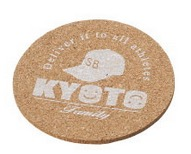 Deliver it to all athletes
SB
KYOTO
Family